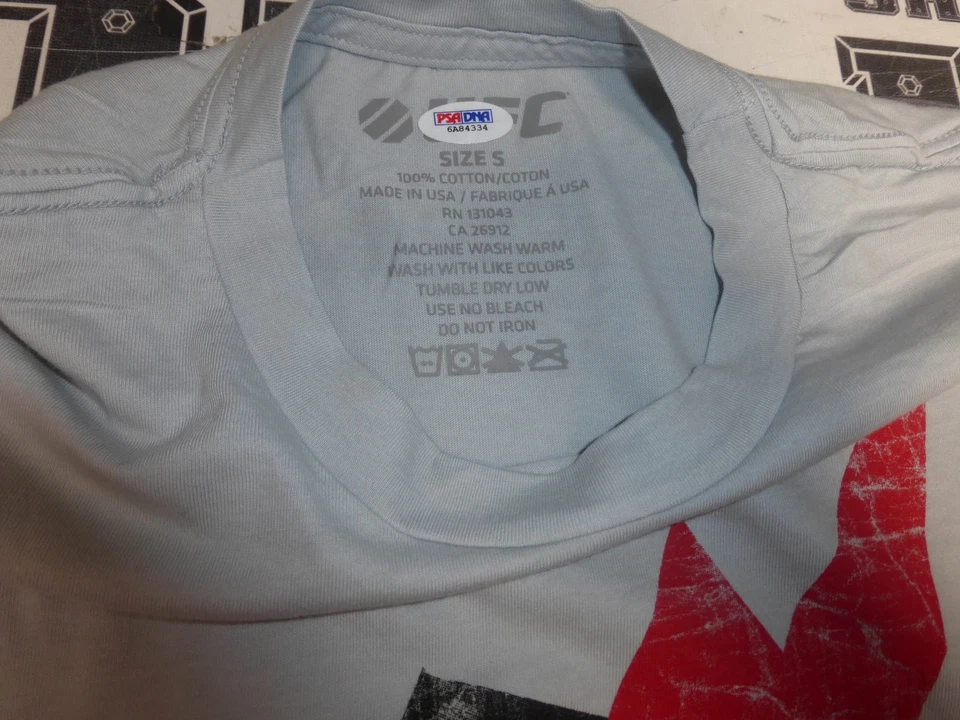 UFC
PSA DNA
6A84334
SIZE S
100% COTTON/COTON
MADE IN USA / FABRIQUÉ Á USA
RN 131043
CA 26912
MACHINE WASH WARM
WASH WITH LIKE COLORS
TUMBLE DRY LOW
USE NO BLEACH
DO NOT IRON